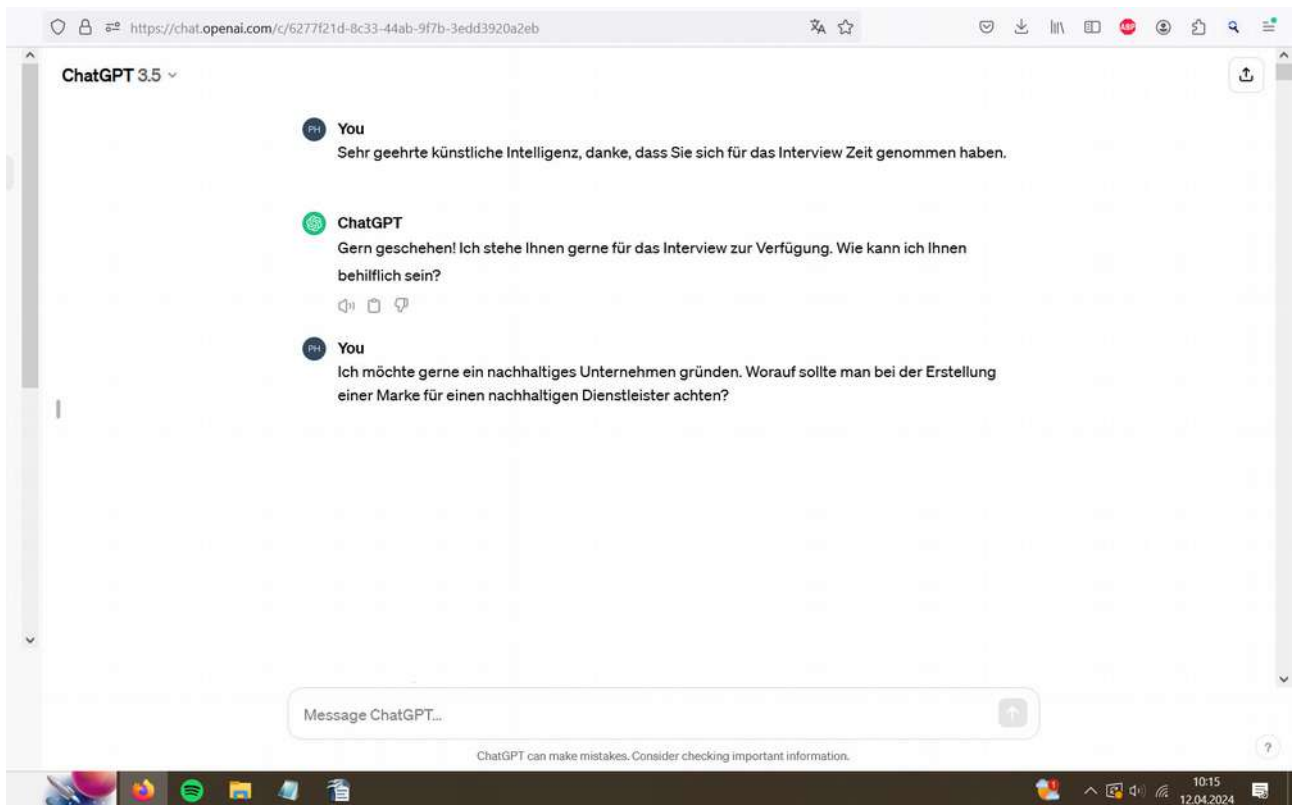 https://chat.openai.com/c/6277f21d-8c33-44ab-9f7b-3edd3920a2eb
ABP
ChatGPT 3.5
PH
You
Sehr geehrte künstliche Intelligenz, danke, dass Sie sich für das Interview Zeit genommen haben.
ChatGPT
Gern geschehen! Ich stehe Ihnen gerne für das Interview zur Verfügung. Wie kann ich Ihnen
behilflich sein?
PH
You
Ich möchte gerne ein nachhaltiges Unternehmen gründen. Worauf sollte man bei der Erstellung
einer Marke für einen nachhaltigen Dienstleister achten?
Message ChatGPT...
ChatGPT can make mistakes. Consider checking important information.
?
10:15
12.04.2024